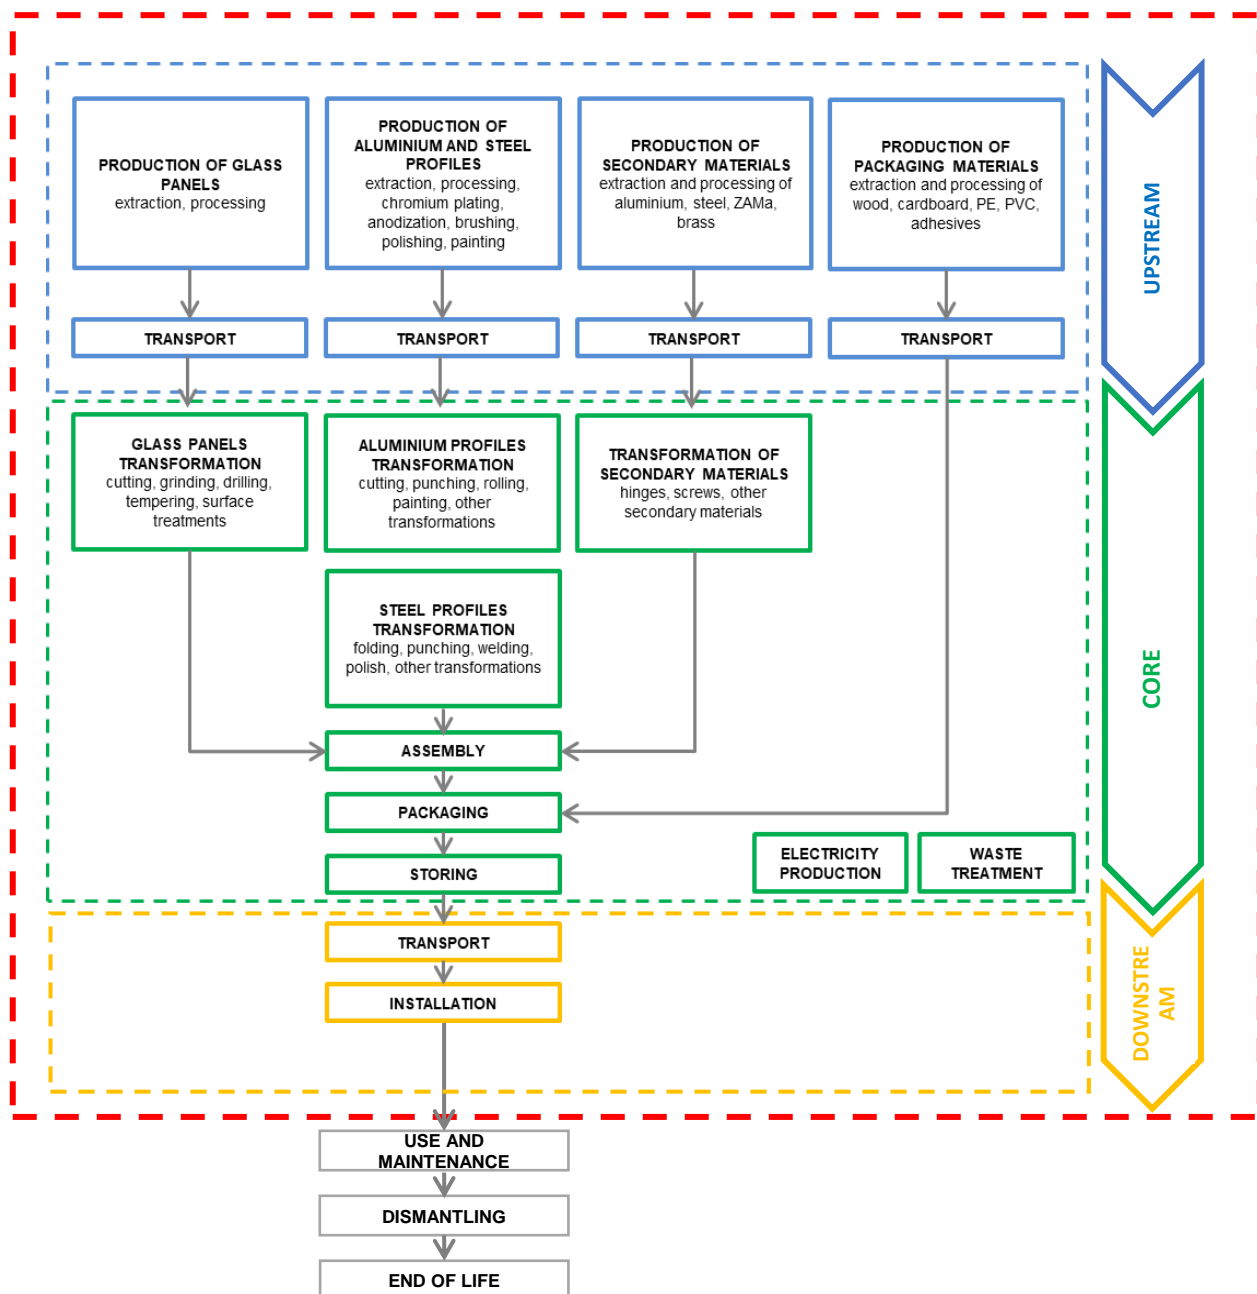 PRODUCTION OF GLASS
PANELS
extraction, processing
PRODUCTION OF
ALUMINIUM AND STEEL
PROFILES
extraction, processing,
chromium plating,
anodization, brushing,
polishing, painting
PRODUCTION OF
SECONDARY MATERIALS
extraction and processing of
aluminium, steel, ZAMa,
brass
PRODUCTION OF
PACKAGING MATERIALS
extraction and processing of
wood, cardboard, PE, PVC,
adhesives
UPSTREAM
TRANSPORT
TRANSPORT
TRANSPORT
TRANSPORT
GLASS PANELS
TRANSFORMATION
cutting, grinding, drilling,
tempering, surface
treatments
ALUMINIUM PROFILES
TRANSFORMATION
cutting, punching, rolling,
painting, other
transformations
TRANSFORMATION OF
SECONDARY MATERIALS
hinges, screws, other
secondary materials
STEEL PROFILES
TRANSFORMATION
folding, punching, welding,
polish, other transformations
CORE
ASSEMBLY
PACKAGING
STORING
ELECTRICITY
PRODUCTION
WASTE
TREATMENT
TRANSPORT
INSTALLATION
DOWNSTRE
AM
USE AND
MAINTENANCE
DISMANTLING
END OF LIFE